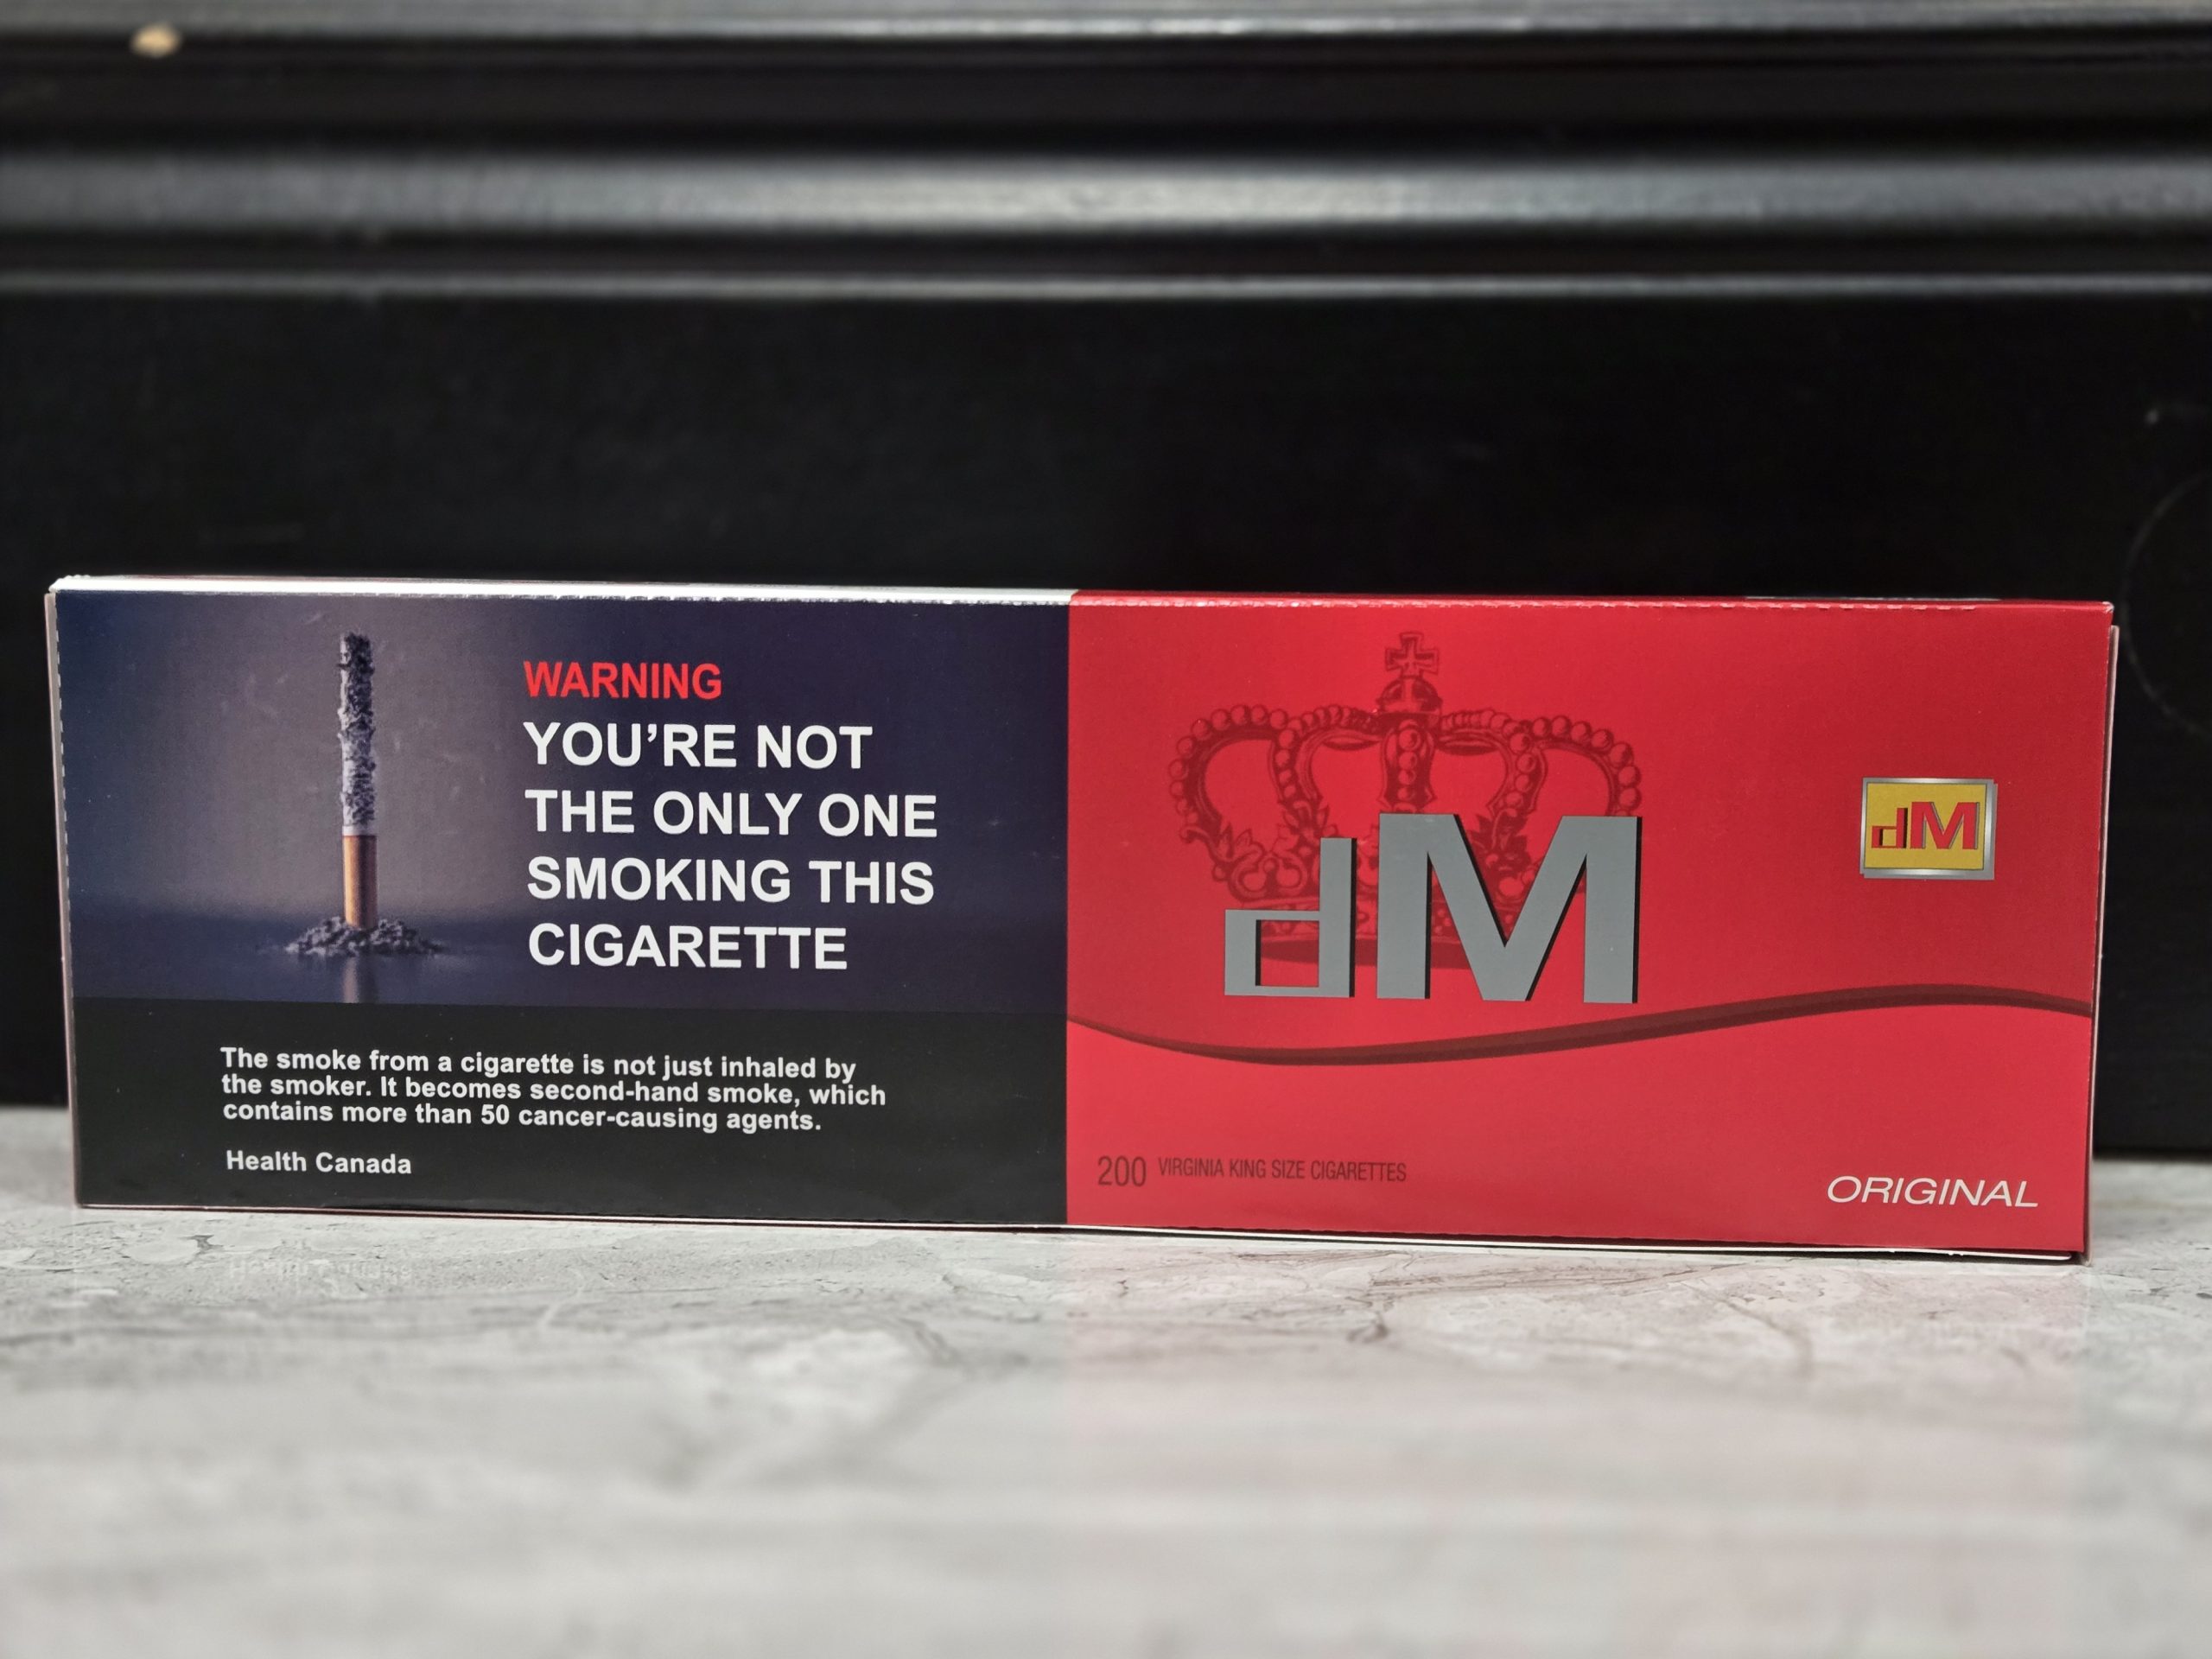 WARNING
YOU'RE NOT
THE ONLY ONE
SMOKING THIS
CIGARETTE
The smoke from a cigarette is not just inhaled by
the smoker. It becomes second-hand smoke, which
contains more than 50 cancer-causing agents.
Health Canada
dM
dM
200 VIRGINIA KING SIZE CIGARETTES
ORIGINAL